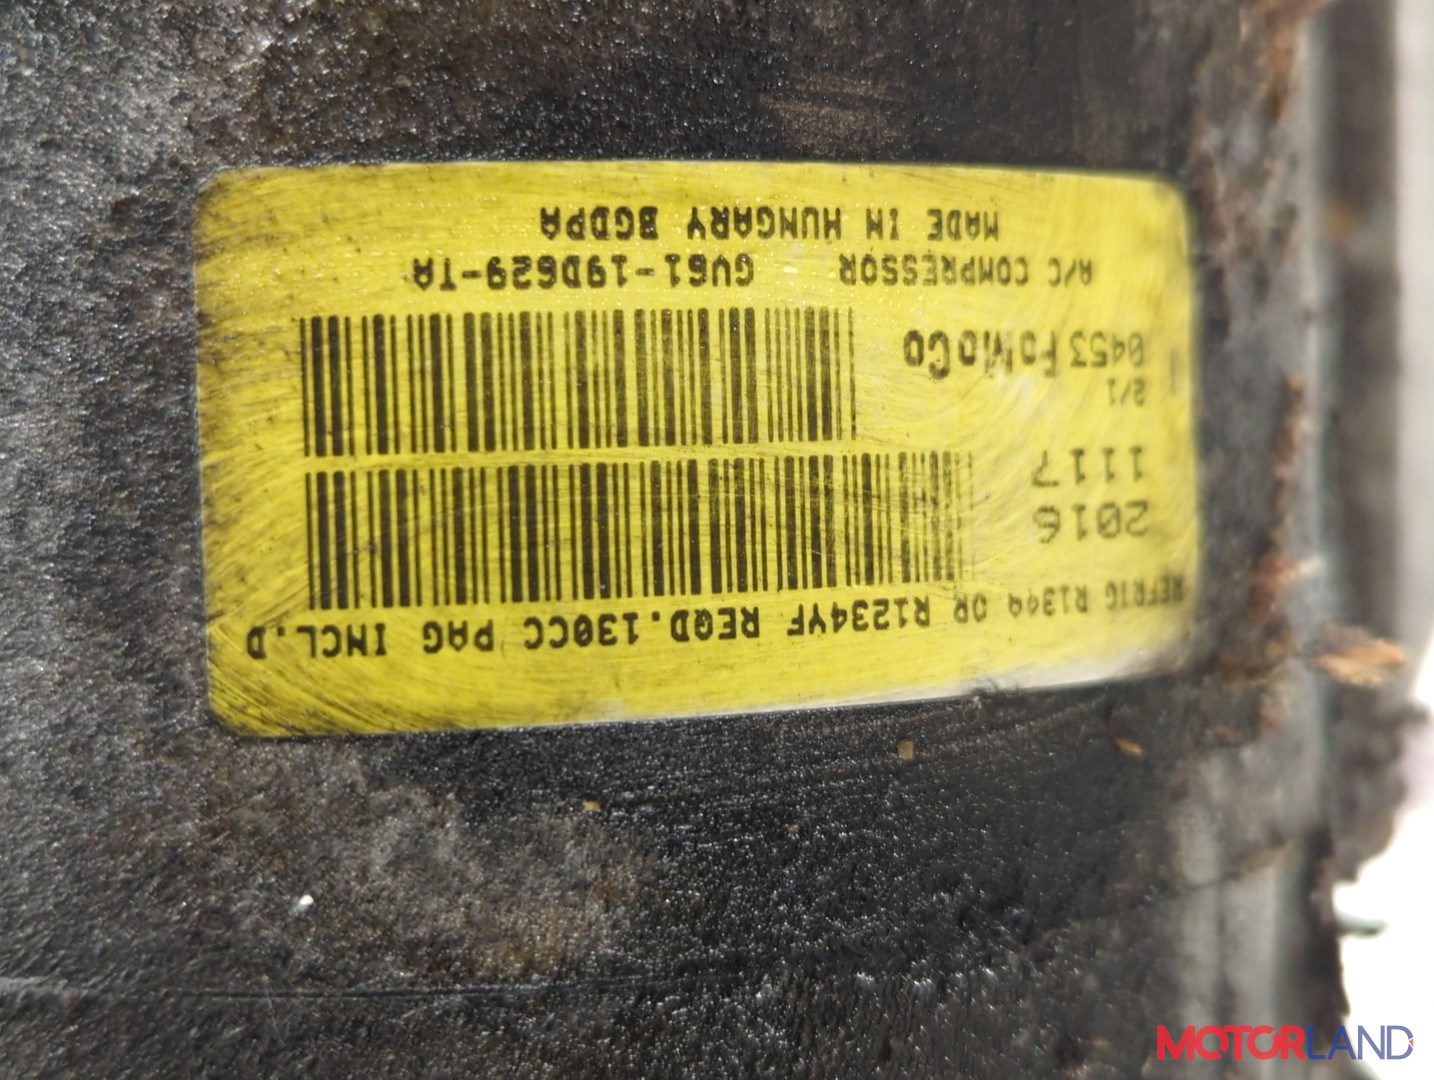 REFRIG R134A OR R1234YF REQD.130CC PAG INCL.D
2016
1117
2/1
0453 FoMoCo
A/C COMPRESSOR GV61-19D629-TA
MADE IN HUNGARY BGDPA
MOTORLAND